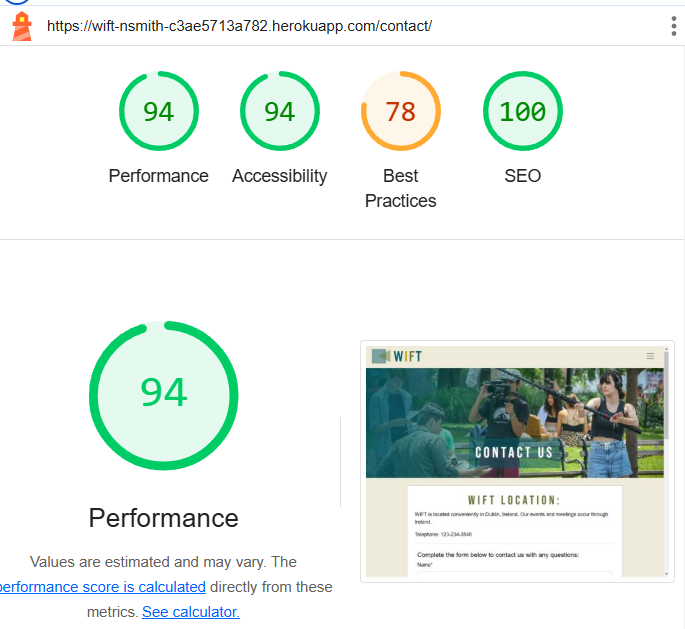 https://wift-nsmith-c3ae5713a782.herokuapp.com/contact/
94
94
78
100
Performance
Accessibility
Best
Practices
SEO
94
Performance
Values are estimated and may vary. The
performance score is calculated directly from these
metrics. See calculator.
WIFT
CONTACT US
WIFT LOCATION:
WIFT is located conveniently in Dublin, Ireland. Our events and meetings occur through
Ireland.
Telephone: 123-234-3546
Complete the form below to contact us with any questions:
Name*